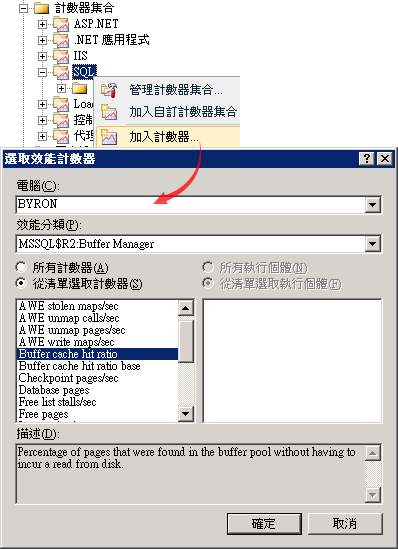 計數器集合
ASP.NET
.NET 應用程式
IIS
SQL
管理計數器集合...
加入自訂計數器集合
Load
控制
代理
加入計數器...
選取效能計數器
電腦(C):
BYRON
效能分類(P):
MSSQL$R2:Buffer Manager
所有計數器(A)
所有執行個體(N)
從清單選取計數器(S)
從清單選取執行個體(F)
AWE stolen maps/sec
AWE unmap calls/sec
AWE unmap pages/sec
AWE write maps/sec
Buffer cache hit ratio
Buffer cache hit ratio base
Checkpoint pages/sec
Database pages
Free list stalls/sec
Free pages
描述(D):
Percentage of pages that were found in the buffer pool without having to
incur a read from disk.
確定
取消